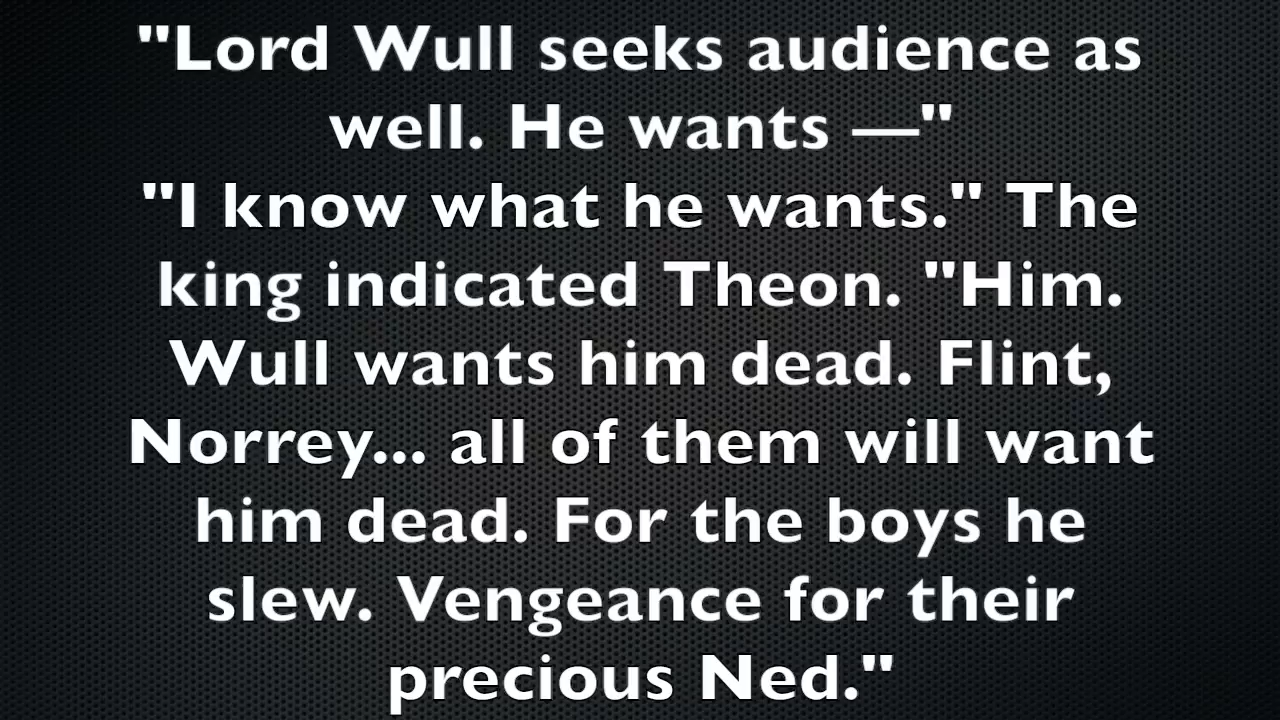 "Lord Wull seeks audience as
well. He wants —"
"I know what he wants." The
king indicated Theon. "Him.
Wull wants him dead. Flint,
Norrey... all of them will want
him dead. For the boys he
slew. Vengeance for their
precious Ned."